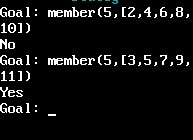 Goal: member(5,[2,4,6,8,
10])
No
Goal: member(5,[3,5,7,9,
11])
Yes
Goal: _